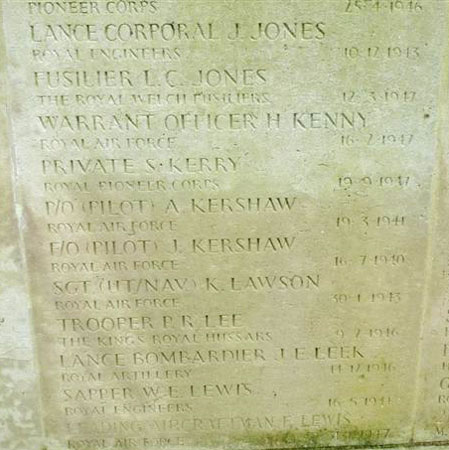 PIONEER CORPS 25·4·1946
LANCE CORPORAL J. JONES
ROYAL ENGINEERS 10·12·1943
FUSILIER L. C. JONES
THE ROYAL WELCH FUSILIERS 12·3·1947
WARRANT OFFICER H. KENNY
ROYAL AIR FORCE 16·2·1947
PRIVATE S. KERRY
ROYAL PIONEER CORPS 19·9·1947
P/O (PILOT) A. KERSHAW
ROYAL AIR FORCE 19·3·1941
F/O (PILOT) J. KERSHAW
ROYAL AIR FORCE 16·7·1940
SGT (HT/NAV) K. LAWSON
ROYAL AIR FORCE 30·1·1943
TROOPER P. R. LEE
THE KINGS ROYAL HUSSARS 9·2·1946
LANCE BOMBARDIER J. E. LEEK
ROYAL ARTILLERY
SAPPER W. E. LEWIS
ROYAL ENGINEERS
LEADING AIRCRAFTMAN F. LEWIS
ROYAL AIR FORCE